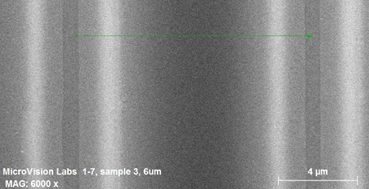 MicroVision Labs 1-7, sample 3, 6um
4 µm
MAG: 6000 x